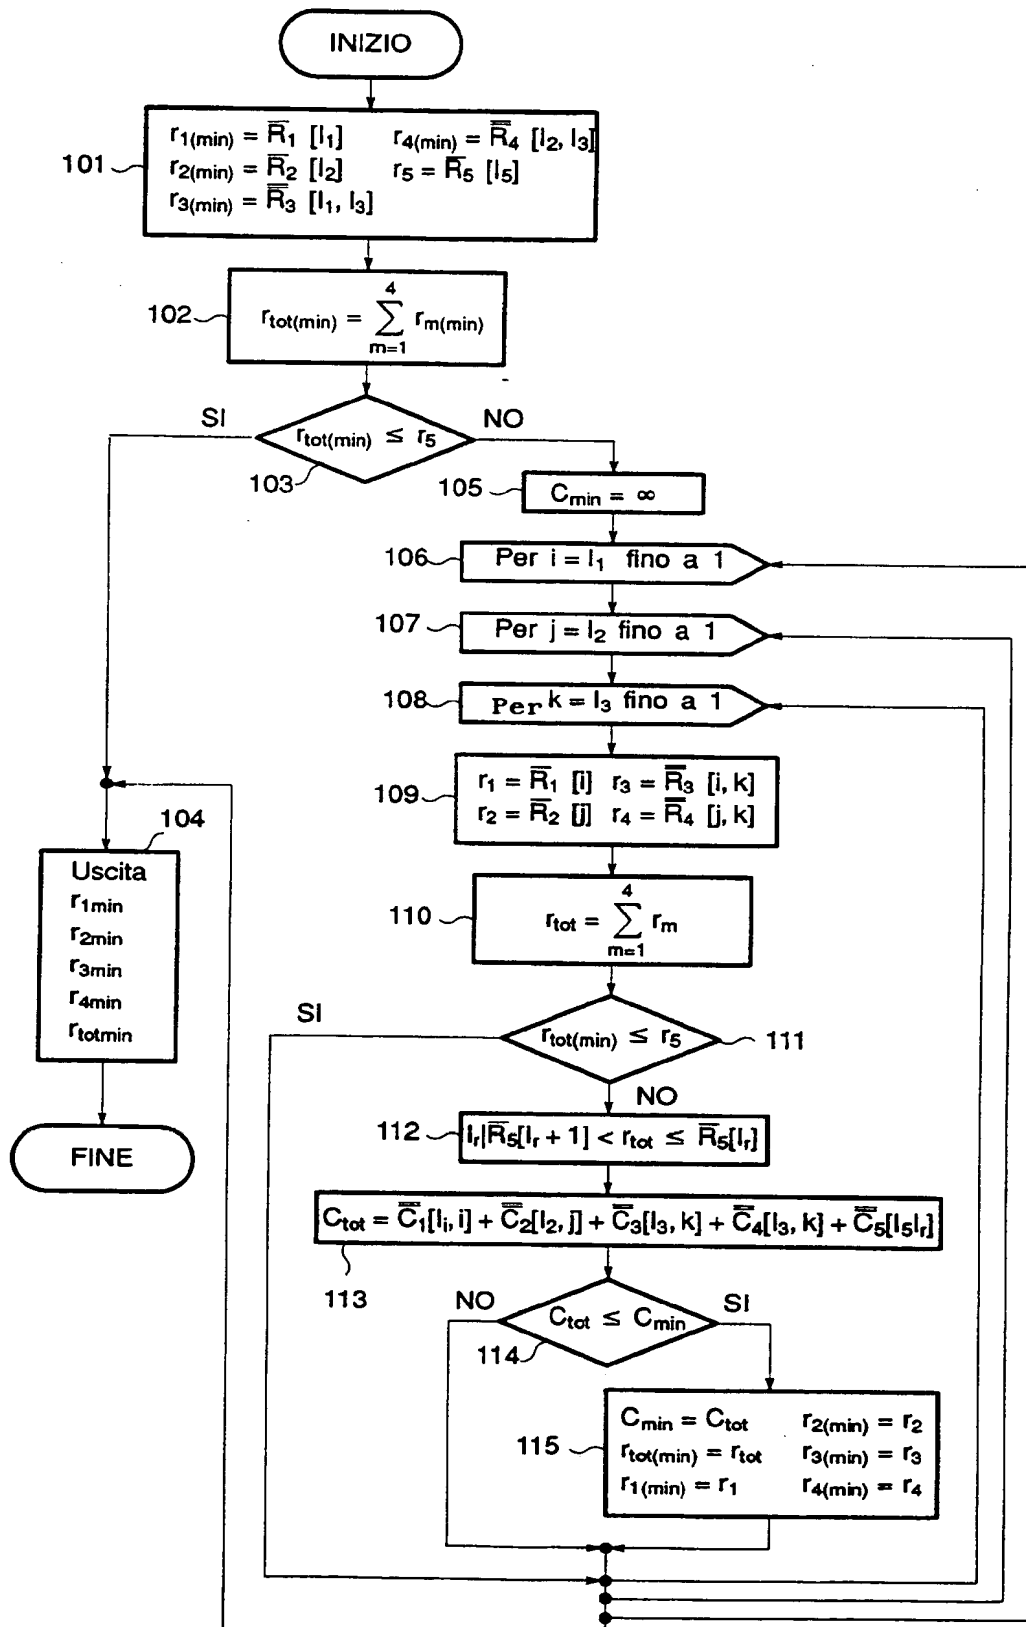 INIZIO
r1(min) = R̅1 [l1] r4(min) = R̿4 [l2, l3]
101
r2(min) = R̅2 [l2] r5 = R̅5 [l5]
r3(min) = R̿3 [l1, l3]
102
rtot(min) = ∑ m=1 4 rm(min)
SI
NO
rtot(min) ≤ r5
103
105
Cmin = ∞
106
Per i = l1 fino a 1
107
Per j = l2 fino a 1
108
Per k = l3 fino a 1
109
r1 = R̅1 [i] r3 = R̿3 [i, k]
r2 = R̅2 [j] r4 = R̿4 [j, k]
104
Uscita
r1min
r2min
r3min
r4min
rtotmin
FINE
110
rtot = ∑ m=1 4 rm
SI
rtot(min) ≤ r5
111
NO
112
lr|R̅5[lr + 1] < rtot ≤ R̅5[lr]
Ctot = C̿1[li, i] + C̿2[l2, j] + C̿3[l3, k] + C̿4[l3, k] + C̿5[l5lr]
113
NO
SI
Ctot ≤ Cmin
114
115
Cmin = Ctot r2(min) = r2
rtot(min) = rtot r3(min) = r3
r1(min) = r1 r4(min) = r4